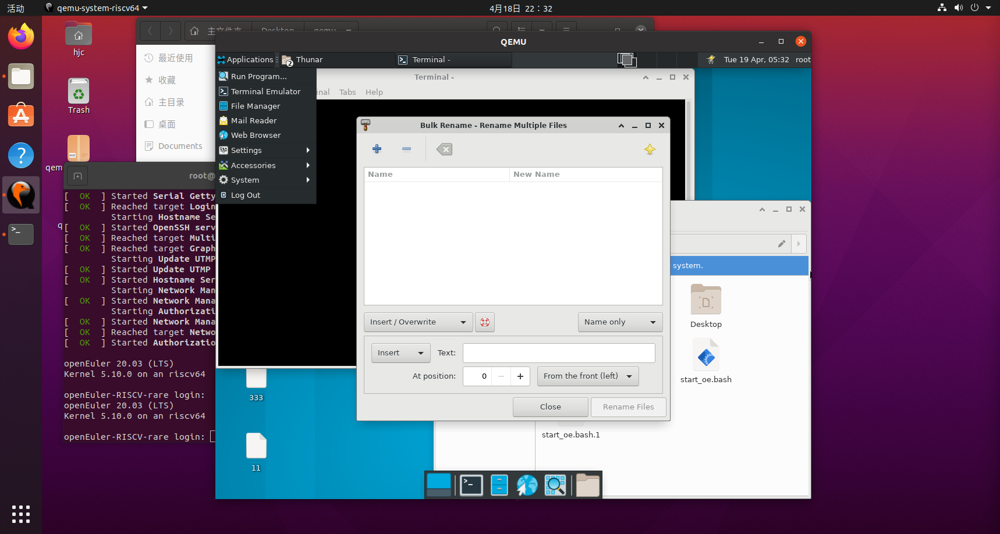 活动
qemu-system-riscv64
4月18日 22：32
hjc
Trash
qem
q
主文件夹
Desktop
qemu
最近使用
收藏
主目录
桌面
Documents
root@
[ OK ] Started Serial Getty
[ OK ] Reached target Login
Starting Hostname Se
[ OK ] Started OpenSSH serv
[ OK ] Reached target Multi
[ OK ] Reached target Graph
Starting Update UTMP
[ OK ] Started Update UTMP
[ OK ] Started Hostname Ser
Starting Network Man
[ OK ] Started Network Mana
Starting Authorizati
[ OK ] Started Network Mana
[ OK ] Reached target Netwo
[ OK ] Started Authorizatio
openEuler 20.03 (LTS)
Kernel 5.10.0 on an riscv64
openEuler-RISCV-rare login:
openEuler 20.03 (LTS)
Kernel 5.10.0 on an riscv64
openEuler-RISCV-rare login:
QEMU
Applications
2
Thunar
Terminal -
Tue 19 Apr, 05:32
root
Run Program...
Terminal Emulator
File Manager
Mail Reader
Web Browser
Settings
Accessories
System
Log Out
Terminal -
inal
Tabs
Help
Bulk Rename - Rename Multiple Files
Name
New Name
Insert / Overwrite
Name only
Insert
Text:
At position:
0
From the front (left)
Close
Rename Files
system.
Desktop
start_oe.bash
start_oe.bash.1
333
11